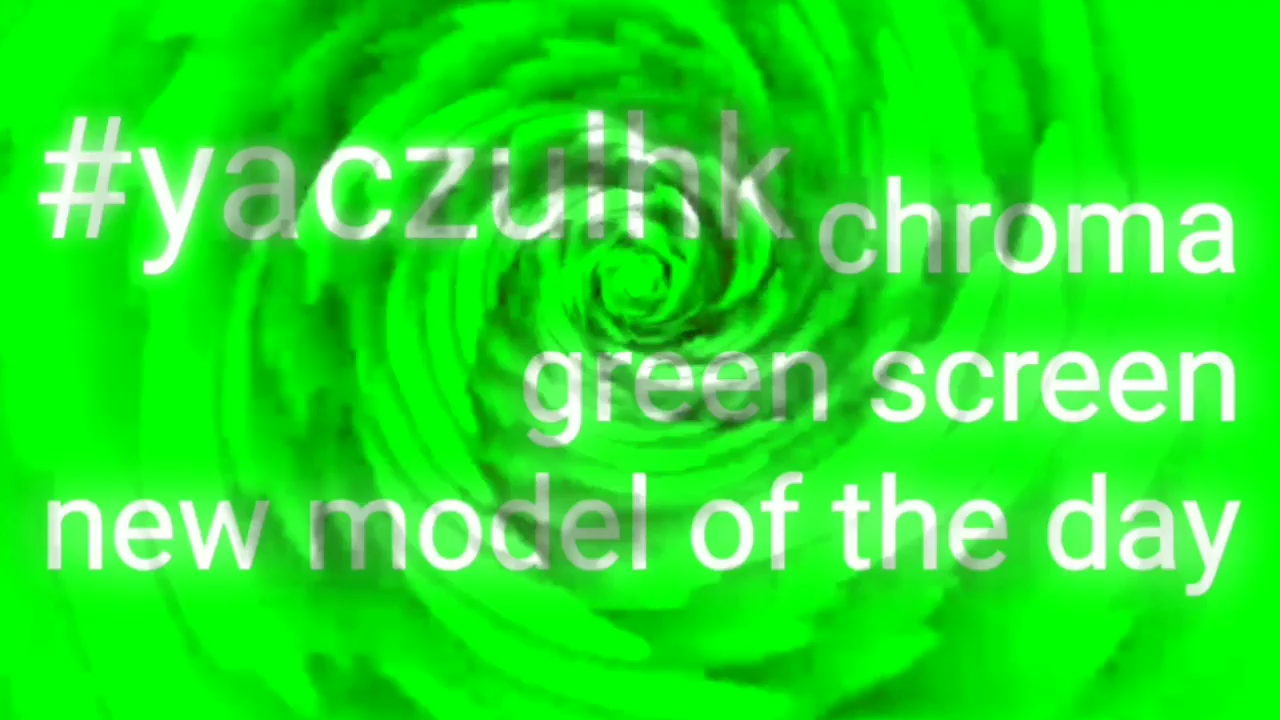 #yaczulhk
chroma
green screen
new model of the day